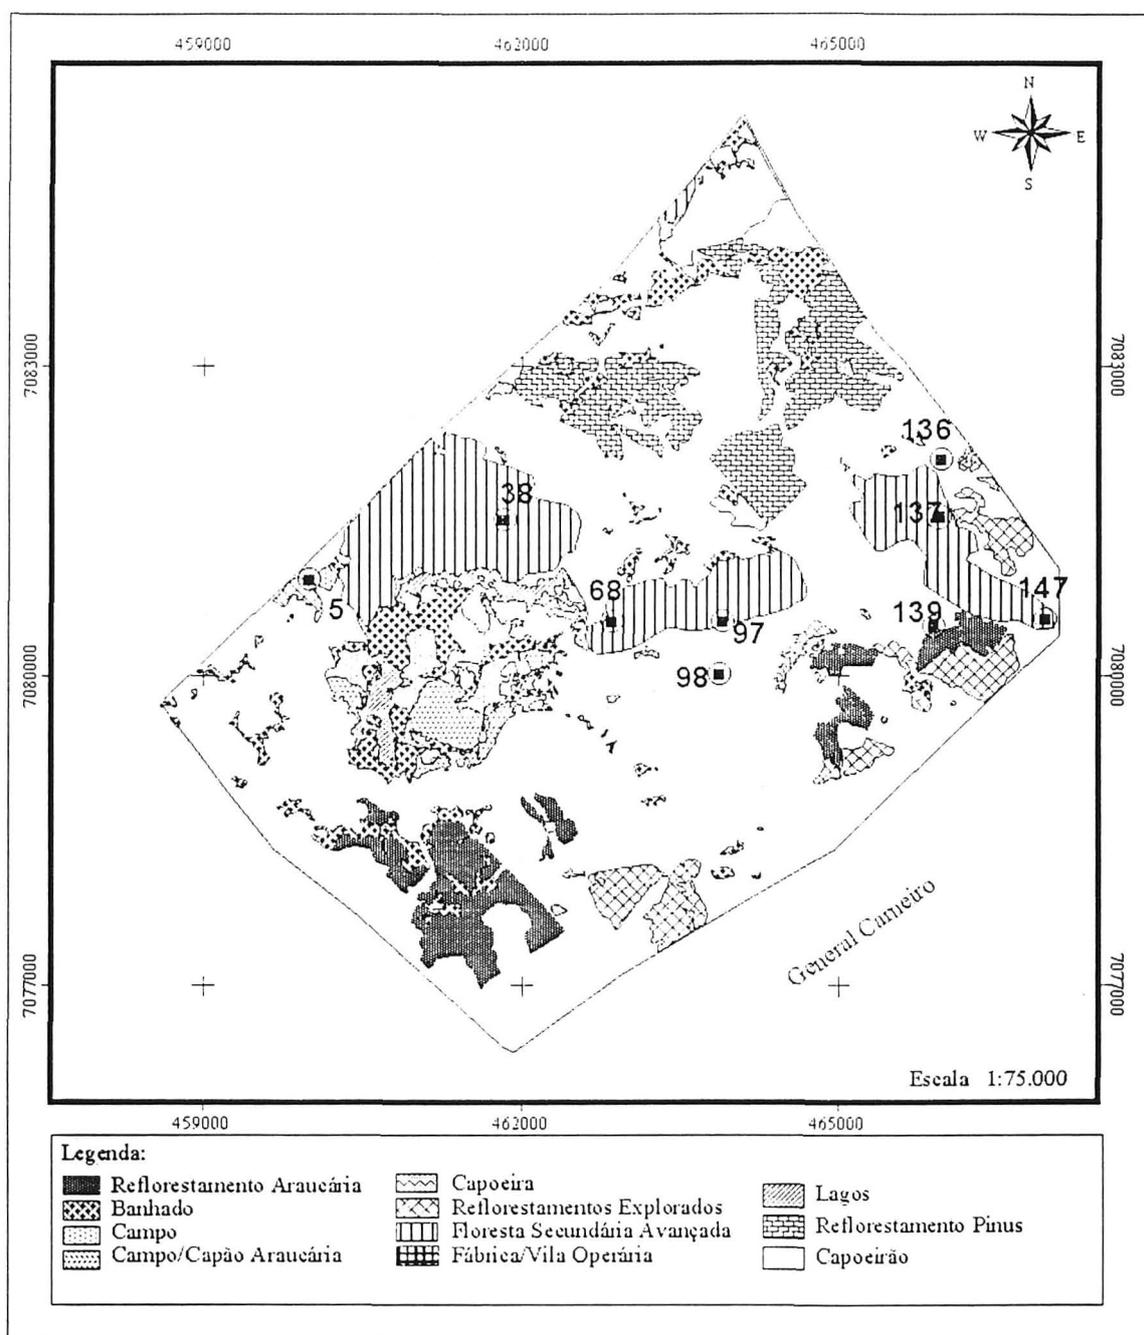 459000 462000 465000
N
W E
S
7083000 7083000
136
38
137
68 147
5 139
97
98
7080000 7080000
General Carneiro
7077000 7077000
Escala 1:75.000
459000 462000 465000
Legenda:
Reflorestamento Araucária
Banhado
Campo
Campo/Capão Araucária
Capoeira
Reflorestamentos Explorados
Floresta Secundária Avançada
Fábrica/Vila Operária
Lagos
Reflorestamento Pinus
Capoeirão